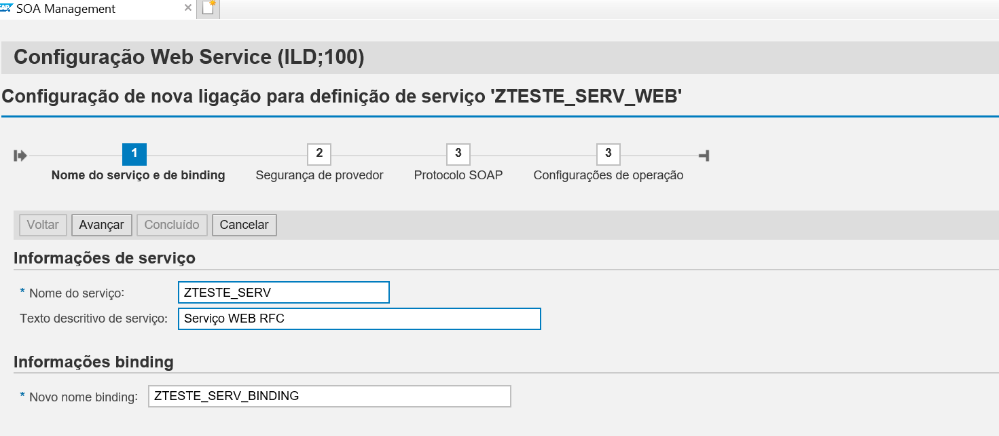 SAP SOA Management
Configuração Web Service (ILD;100)
Configuração de nova ligação para definição de serviço 'ZTESTE_SERV_WEB'
1 2 3 3
Nome do serviço e de binding Segurança de provedor Protocolo SOAP Configurações de operação
Voltar Avançar Concluído Cancelar
Informações de serviço
* Nome do serviço: ZTESTE_SERV
Texto descritivo de serviço: Serviço WEB RFC
Informações binding
* Novo nome binding: ZTESTE_SERV_BINDING